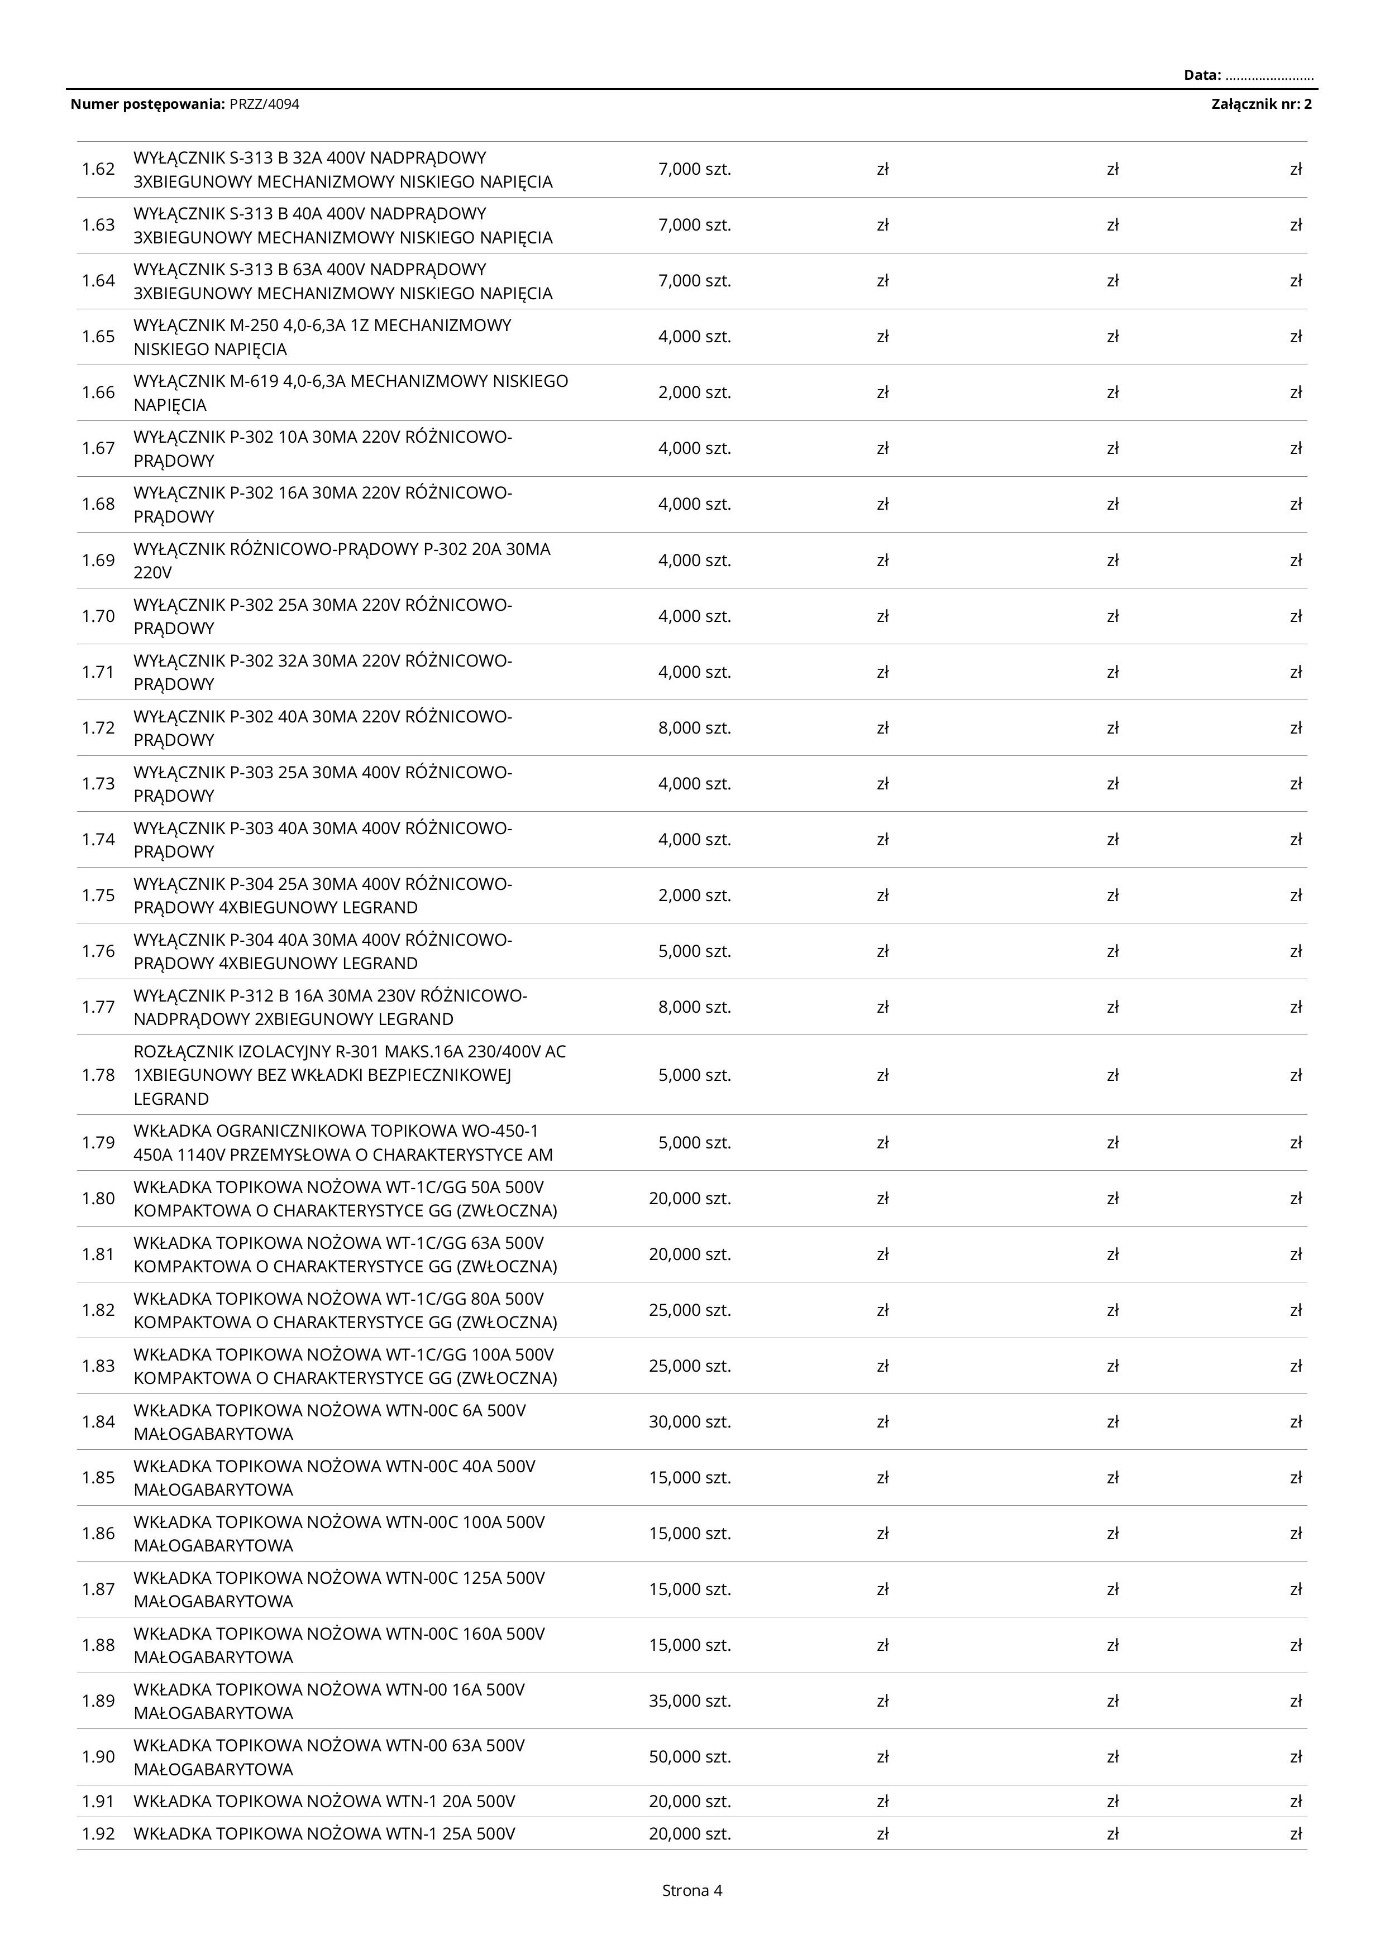 Data: ........................
Numer postępowania: PRZZ/4094 Załącznik nr: 2
WYŁĄCZNIK S-313 B 32A 400V NADPRĄDOWY
1.62 3XBIEGUNOWY MECHANIZMOWY NISKIEGO NAPIĘCIA 7,000 szt. zł zł zł
WYŁĄCZNIK S-313 B 40A 400V NADPRĄDOWY
1.63 3XBIEGUNOWY MECHANIZMOWY NISKIEGO NAPIĘCIA 7,000 szt. zł zł zł
WYŁĄCZNIK S-313 B 63A 400V NADPRĄDOWY
1.64 3XBIEGUNOWY MECHANIZMOWY NISKIEGO NAPIĘCIA 7,000 szt. zł zł zł
WYŁĄCZNIK M-250 4,0-6,3A 1Z MECHANIZMOWY
1.65 NISKIEGO NAPIĘCIA 4,000 szt. zł zł zł
WYŁĄCZNIK M-619 4,0-6,3A MECHANIZMOWY NISKIEGO
1.66 NAPIĘCIA 2,000 szt. zł zł zł
WYŁĄCZNIK P-302 10A 30MA 220V RÓŻNICOWO-
1.67 PRĄDOWY 4,000 szt. zł zł zł
WYŁĄCZNIK P-302 16A 30MA 220V RÓŻNICOWO-
1.68 PRĄDOWY 4,000 szt. zł zł zł
WYŁĄCZNIK RÓŻNICOWO-PRĄDOWY P-302 20A 30MA
1.69 220V 4,000 szt. zł zł zł
WYŁĄCZNIK P-302 25A 30MA 220V RÓŻNICOWO-
1.70 PRĄDOWY 4,000 szt. zł zł zł
WYŁĄCZNIK P-302 32A 30MA 220V RÓŻNICOWO-
1.71 PRĄDOWY 4,000 szt. zł zł zł
WYŁĄCZNIK P-302 40A 30MA 220V RÓŻNICOWO-
1.72 PRĄDOWY 8,000 szt. zł zł zł
WYŁĄCZNIK P-303 25A 30MA 400V RÓŻNICOWO-
1.73 PRĄDOWY 4,000 szt. zł zł zł
WYŁĄCZNIK P-303 40A 30MA 400V RÓŻNICOWO-
1.74 PRĄDOWY 4,000 szt. zł zł zł
WYŁĄCZNIK P-304 25A 30MA 400V RÓŻNICOWO-
1.75 PRĄDOWY 4XBIEGUNOWY LEGRAND 2,000 szt. zł zł zł
WYŁĄCZNIK P-304 40A 30MA 400V RÓŻNICOWO-
1.76 PRĄDOWY 4XBIEGUNOWY LEGRAND 5,000 szt. zł zł zł
WYŁĄCZNIK P-312 B 16A 30MA 230V RÓŻNICOWO-
1.77 NADPRĄDOWY 2XBIEGUNOWY LEGRAND 8,000 szt. zł zł zł
ROZŁĄCZNIK IZOLACYJNY R-301 MAKS.16A 230/400V AC
1.78 1XBIEGUNOWY BEZ WKŁADKI BEZPIECZNIKOWEJ 5,000 szt. zł zł zł
LEGRAND
WKŁADKA OGRANICZNIKOWA TOPIKOWA WO-450-1
1.79 450A 1140V PRZEMYSŁOWA O CHARAKTERYSTYCE AM 5,000 szt. zł zł zł
WKŁADKA TOPIKOWA NOŻOWA WT-1C/GG 50A 500V
1.80 KOMPAKTOWA O CHARAKTERYSTYCE GG (ZWŁOCZNA) 20,000 szt. zł zł zł
WKŁADKA TOPIKOWA NOŻOWA WT-1C/GG 63A 500V
1.81 KOMPAKTOWA O CHARAKTERYSTYCE GG (ZWŁOCZNA) 20,000 szt. zł zł zł
WKŁADKA TOPIKOWA NOŻOWA WT-1C/GG 80A 500V
1.82 KOMPAKTOWA O CHARAKTERYSTYCE GG (ZWŁOCZNA) 25,000 szt. zł zł zł
WKŁADKA TOPIKOWA NOŻOWA WT-1C/GG 100A 500V
1.83 KOMPAKTOWA O CHARAKTERYSTYCE GG (ZWŁOCZNA) 25,000 szt. zł zł zł
WKŁADKA TOPIKOWA NOŻOWA WTN-00C 6A 500V
1.84 MAŁOGABARYTOWA 30,000 szt. zł zł zł
WKŁADKA TOPIKOWA NOŻOWA WTN-00C 40A 500V
1.85 MAŁOGABARYTOWA 15,000 szt. zł zł zł
WKŁADKA TOPIKOWA NOŻOWA WTN-00C 100A 500V
1.86 MAŁOGABARYTOWA 15,000 szt. zł zł zł
WKŁADKA TOPIKOWA NOŻOWA WTN-00C 125A 500V
1.87 MAŁOGABARYTOWA 15,000 szt. zł zł zł
WKŁADKA TOPIKOWA NOŻOWA WTN-00C 160A 500V
1.88 MAŁOGABARYTOWA 15,000 szt. zł zł zł
WKŁADKA TOPIKOWA NOŻOWA WTN-00 16A 500V
1.89 MAŁOGABARYTOWA 35,000 szt. zł zł zł
WKŁADKA TOPIKOWA NOŻOWA WTN-00 63A 500V
1.90 MAŁOGABARYTOWA 50,000 szt. zł zł zł
1.91 WKŁADKA TOPIKOWA NOŻOWA WTN-1 20A 500V 20,000 szt. zł zł zł
1.92 WKŁADKA TOPIKOWA NOŻOWA WTN-1 25A 500V 20,000 szt. zł zł zł
Strona 4